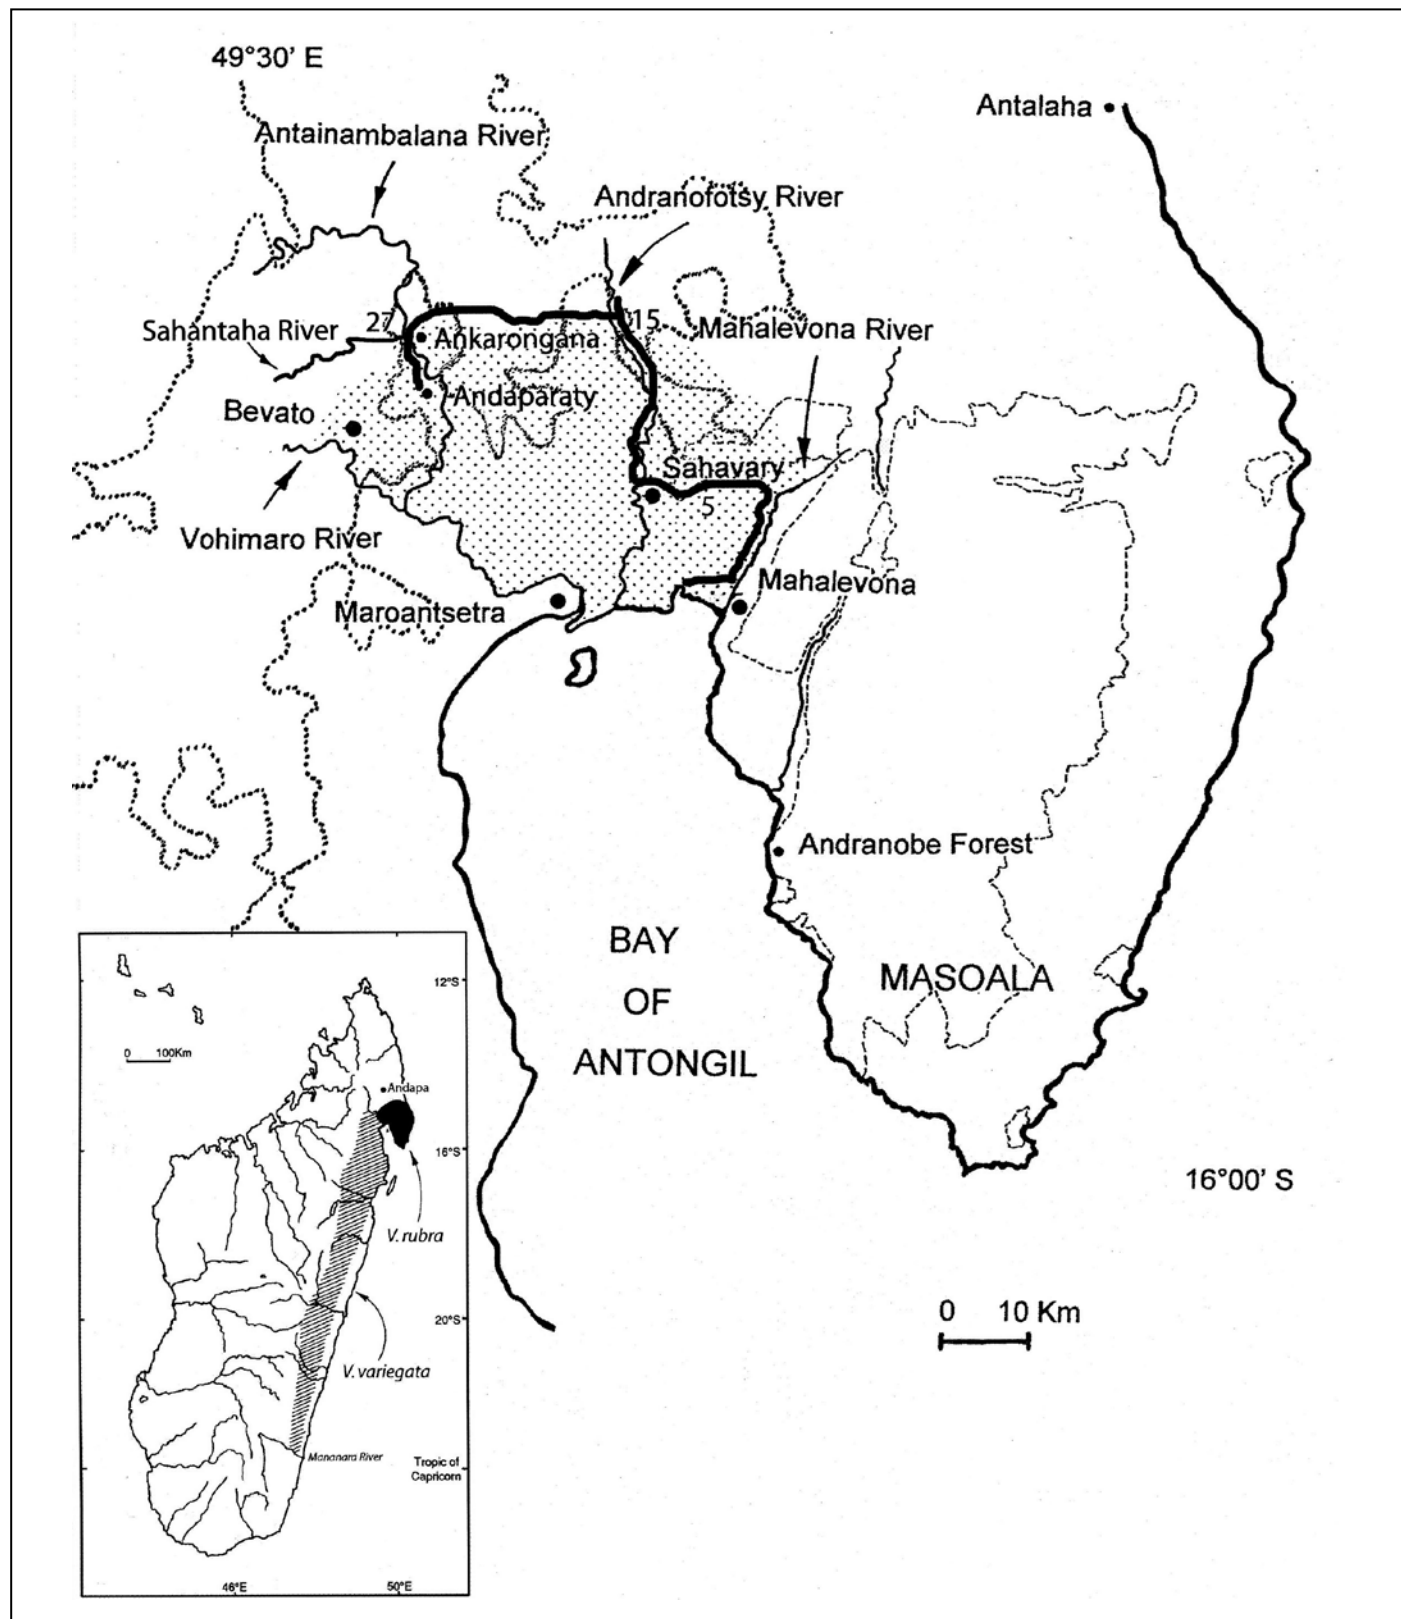 49°30' E
Antalaha
Antainambalana River
Andranofotsy River
27
15
Mahalevona River
Sahantaha River
Ankarongana
Andaparaty
Bevato
Sahavary
5
Vohimaro River
Mahalevona
Maroantsetra
Andranobe Forest
BAY
OF
ANTONGIL
MASOALA
16°00' S
0 10 Km
12°S
0 100Km
Andapa
16°S
V. rubra
20°S
V. variegata
Mananara River
Tropic of
Capricorn
46°E
50°E